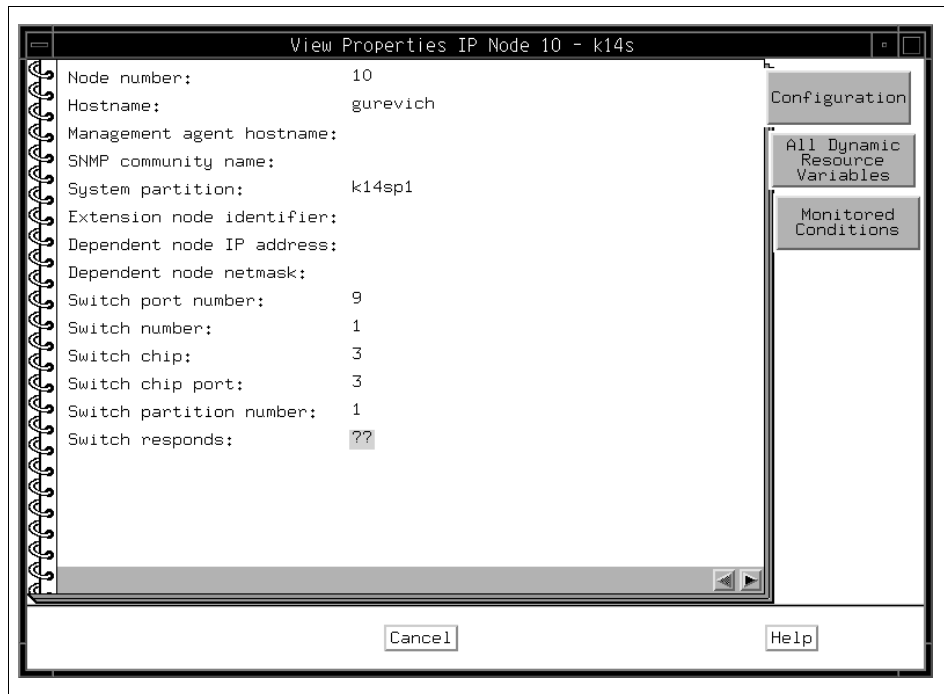 View Properties IP Node 10 - k14s
Node number: 10
Hostname: gurevich
Management agent hostname:
SNMP community name:
System partition: k14sp1
Extension node identifier:
Dependent node IP address:
Dependent node netmask:
Switch port number: 9
Switch number: 1
Switch chip: 3
Switch chip port: 3
Switch partition number: 1
Switch responds: ??
Configuration
All Dynamic
Resource
Variables
Monitored
Conditions
Cancel
Help